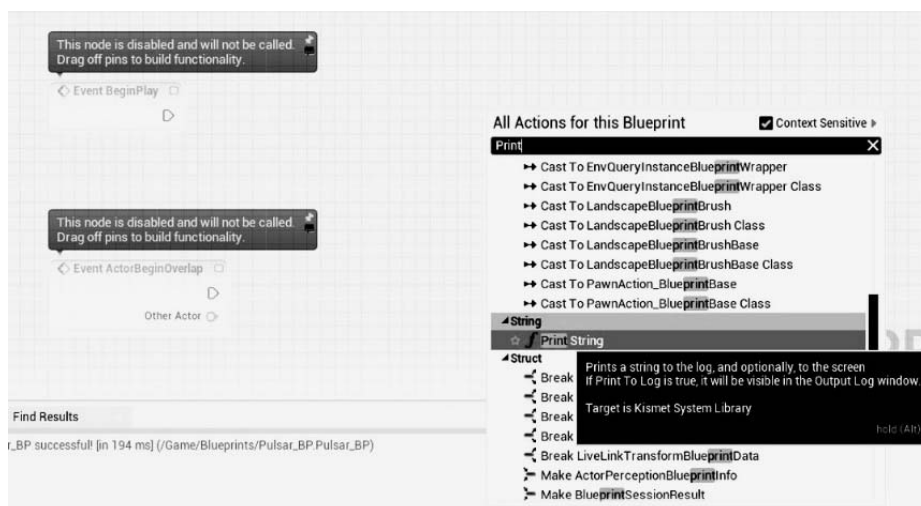 This node is disabled and will not be called.
Drag off pins to build functionality.
Event BeginPlay
This node is disabled and will not be called.
Drag off pins to build functionality.
Event ActorBeginOverlap
Other Actor
Find Results
r_BP successful! [in 194 ms] (/Game/Blueprints/Pulsar_BP.Pulsar_BP)
All Actions for this Blueprint
Context Sensitive
Print
Cast To EnvQueryInstanceBlueprintWrapper
Cast To EnvQueryInstanceBlueprintWrapper Class
Cast To LandscapeBlueprintBrush
Cast To LandscapeBlueprintBrush Class
Cast To LandscapeBlueprintBrushBase
Cast To LandscapeBlueprintBrushBase Class
Cast To PawnAction_BlueprintBase
Cast To PawnAction_BlueprintBase Class
String
Print String
Struct
Break
Break
Break
Break
Prints a string to the log, and optionally, to the screen
If Print To Log is true, it will be visible in the Output Log window.
Target is Kismet System Library
hold (Alt)
Break LiveLinkTransformBlueprintData
Make ActorPerceptionBlueprintInfo
Make BlueprintSessionResult